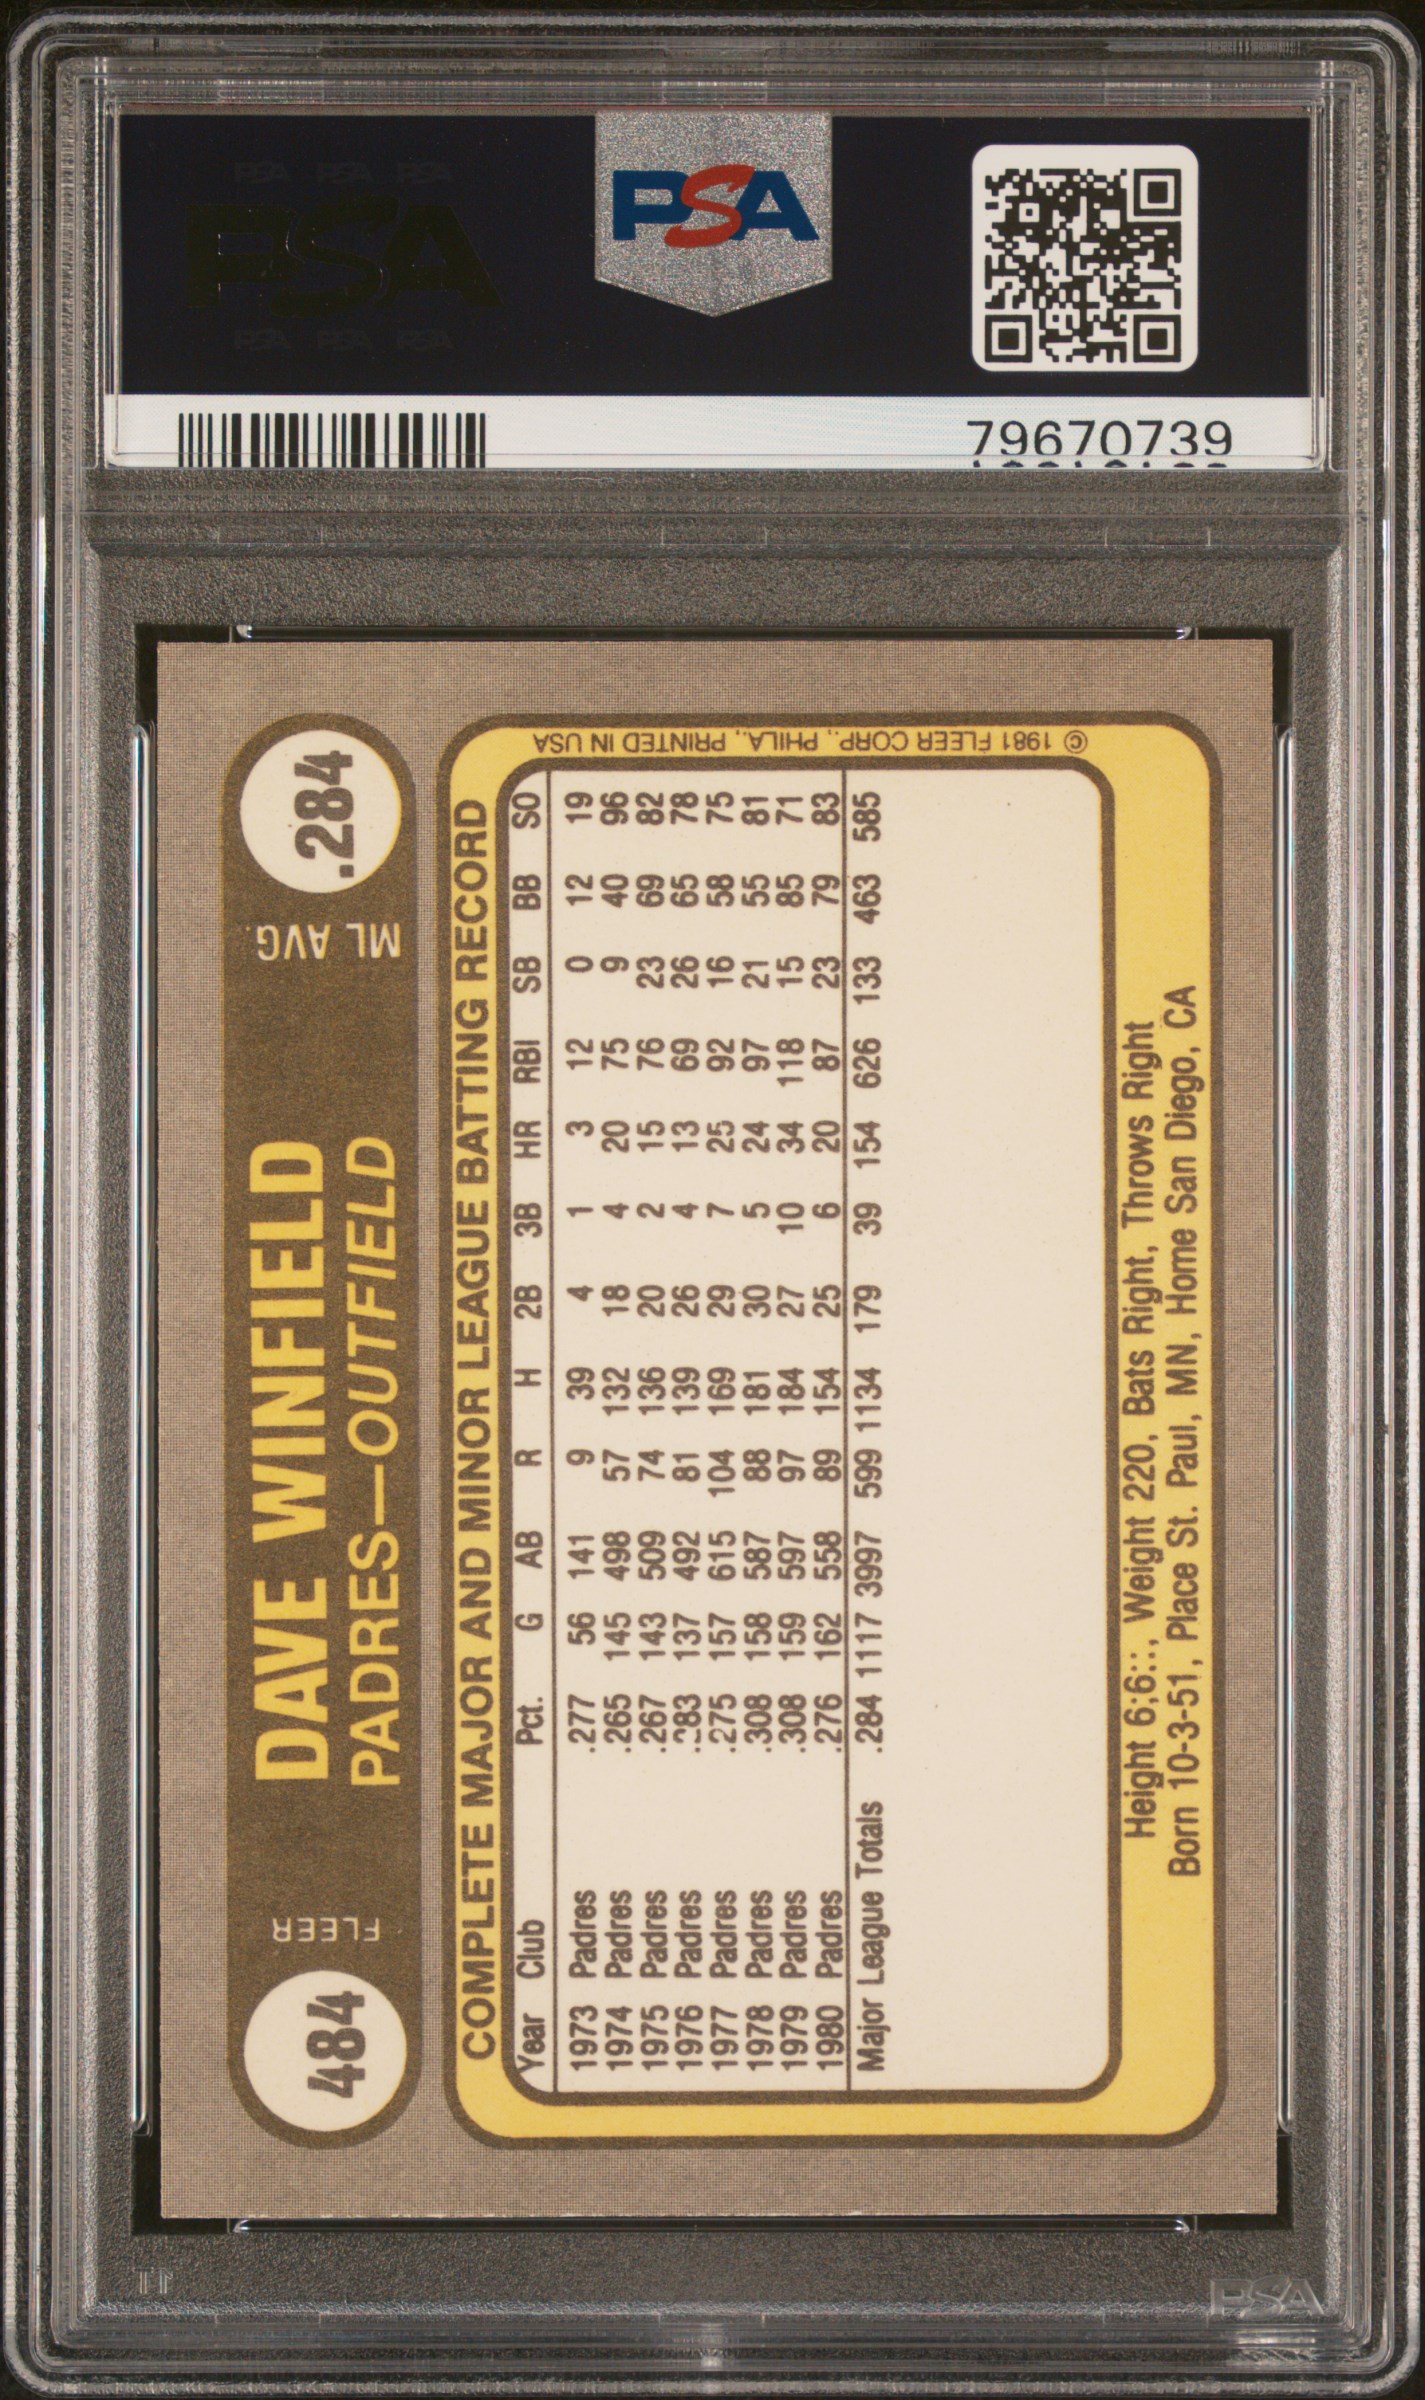 PSA PSA PSA
PSA
PSA PSA PSA
PSA
79670739
484
FLEER
DAVE WINFIELD
PADRES—OUTFIELD
ML AVG.
.284
COMPLETE MAJOR AND MINOR LEAGUE BATTING RECORD
Year Club Pct. G AB R H 2B 3B HR RBI SB BB SO
1973 Padres .277 56 141 9 39 4 1 3 12 0 12 19
1974 Padres .265 145 498 57 132 18 4 20 75 9 40 96
1975 Padres .267 143 509 74 136 20 2 15 76 23 69 82
1976 Padres .283 137 492 81 139 26 4 13 69 26 65 78
1977 Padres .275 157 615 104 169 29 7 25 92 16 58 75
1978 Padres .308 158 587 88 181 30 5 24 97 21 55 81
1979 Padres .308 159 597 97 184 27 10 34 118 15 85 71
1980 Padres .276 162 558 89 154 25 6 20 87 23 79 83
Major League Totals .284 1117 3997 599 1134 179 39 154 626 133 463 585
© 1981 FLEER CORP., PHILA., PRINTED IN USA
Height 6;6::, Weight 220, Bats Right, Throws Right
Born 10-3-51, Place St. Paul, MN, Home San Diego, CA
PSA